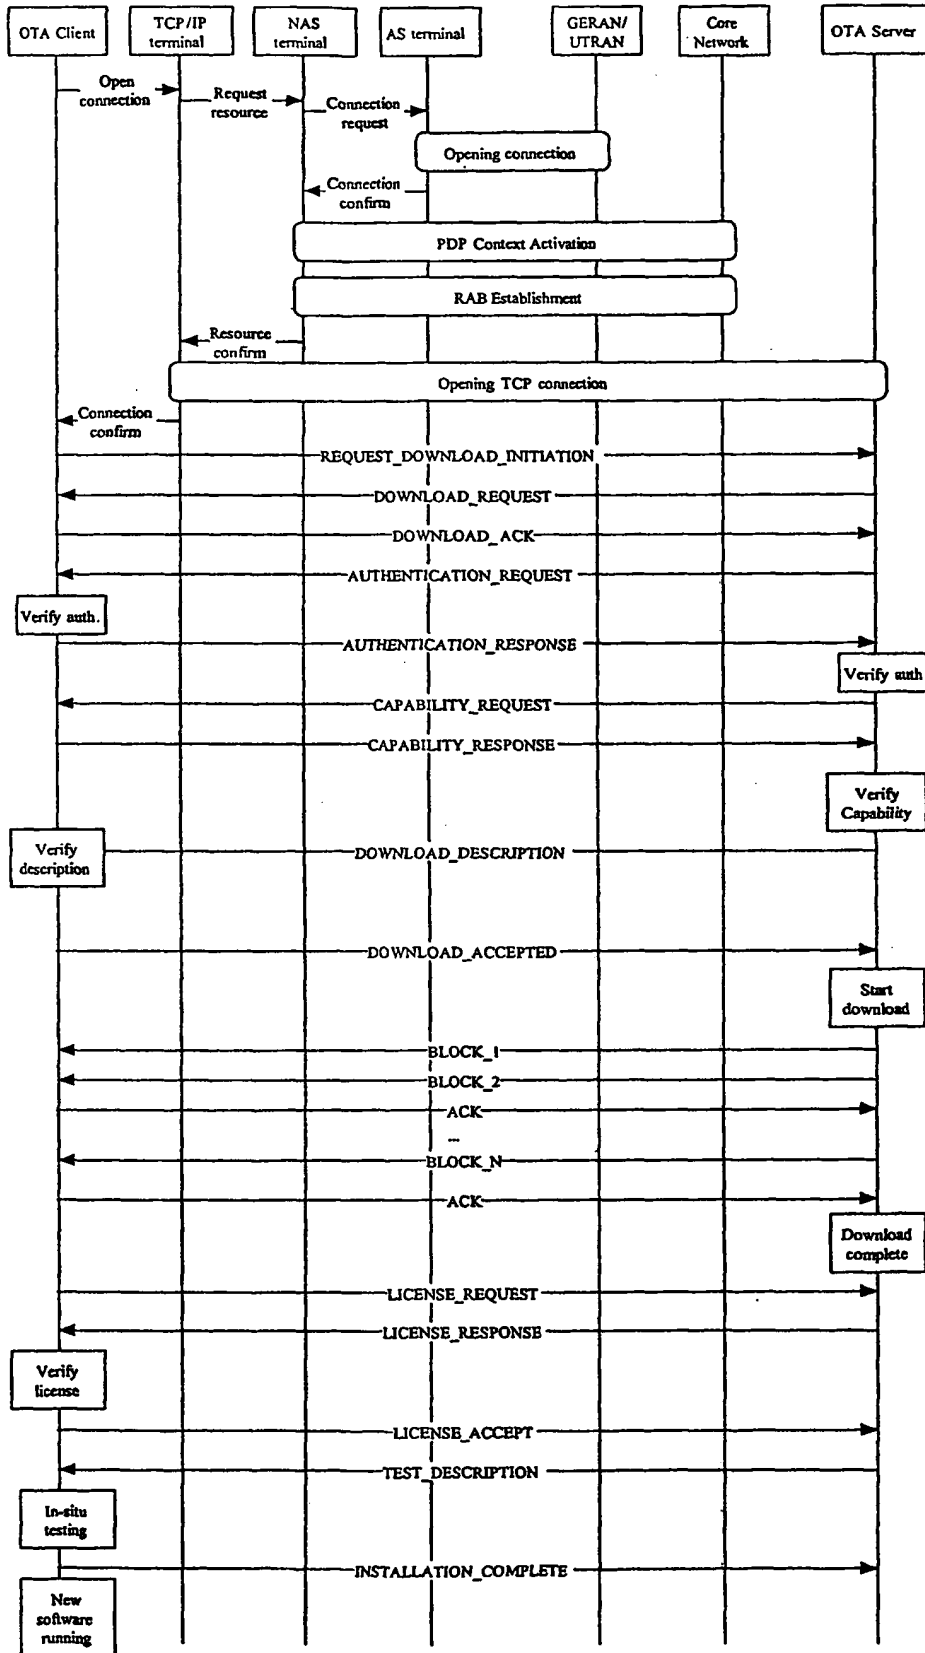 OTA Client
TCP/IP
terminal
NAS
terminal
AS terminal
GERAN/
UTRAN
Core
Network
OTA Server
Open
connection
Request
resource
Connection
request
Opening connection
Connection
confirm
PDP Context Activation
RAB Establishment
Resource
confirm
Opening TCP connection
Connection
confirm
REQUEST_DOWNLOAD_INITIATION
DOWNLOAD_REQUEST
DOWNLOAD_ACK
AUTHENTICATION_REQUEST
Verify auth.
AUTHENTICATION_RESPONSE
Verify auth
CAPABILITY_REQUEST
CAPABILITY_RESPONSE
Verify
Capability
Verify
description
DOWNLOAD_DESCRIPTION
DOWNLOAD_ACCEPTED
Start
download
BLOCK_1
BLOCK_2
ACK
...
BLOCK_N
ACK
Download
complete
LICENSE_REQUEST
LICENSE_RESPONSE
Verify
license
LICENSE_ACCEPT
TEST_DESCRIPTION
In-situ
testing
INSTALLATION_COMPLETE
New
software
running